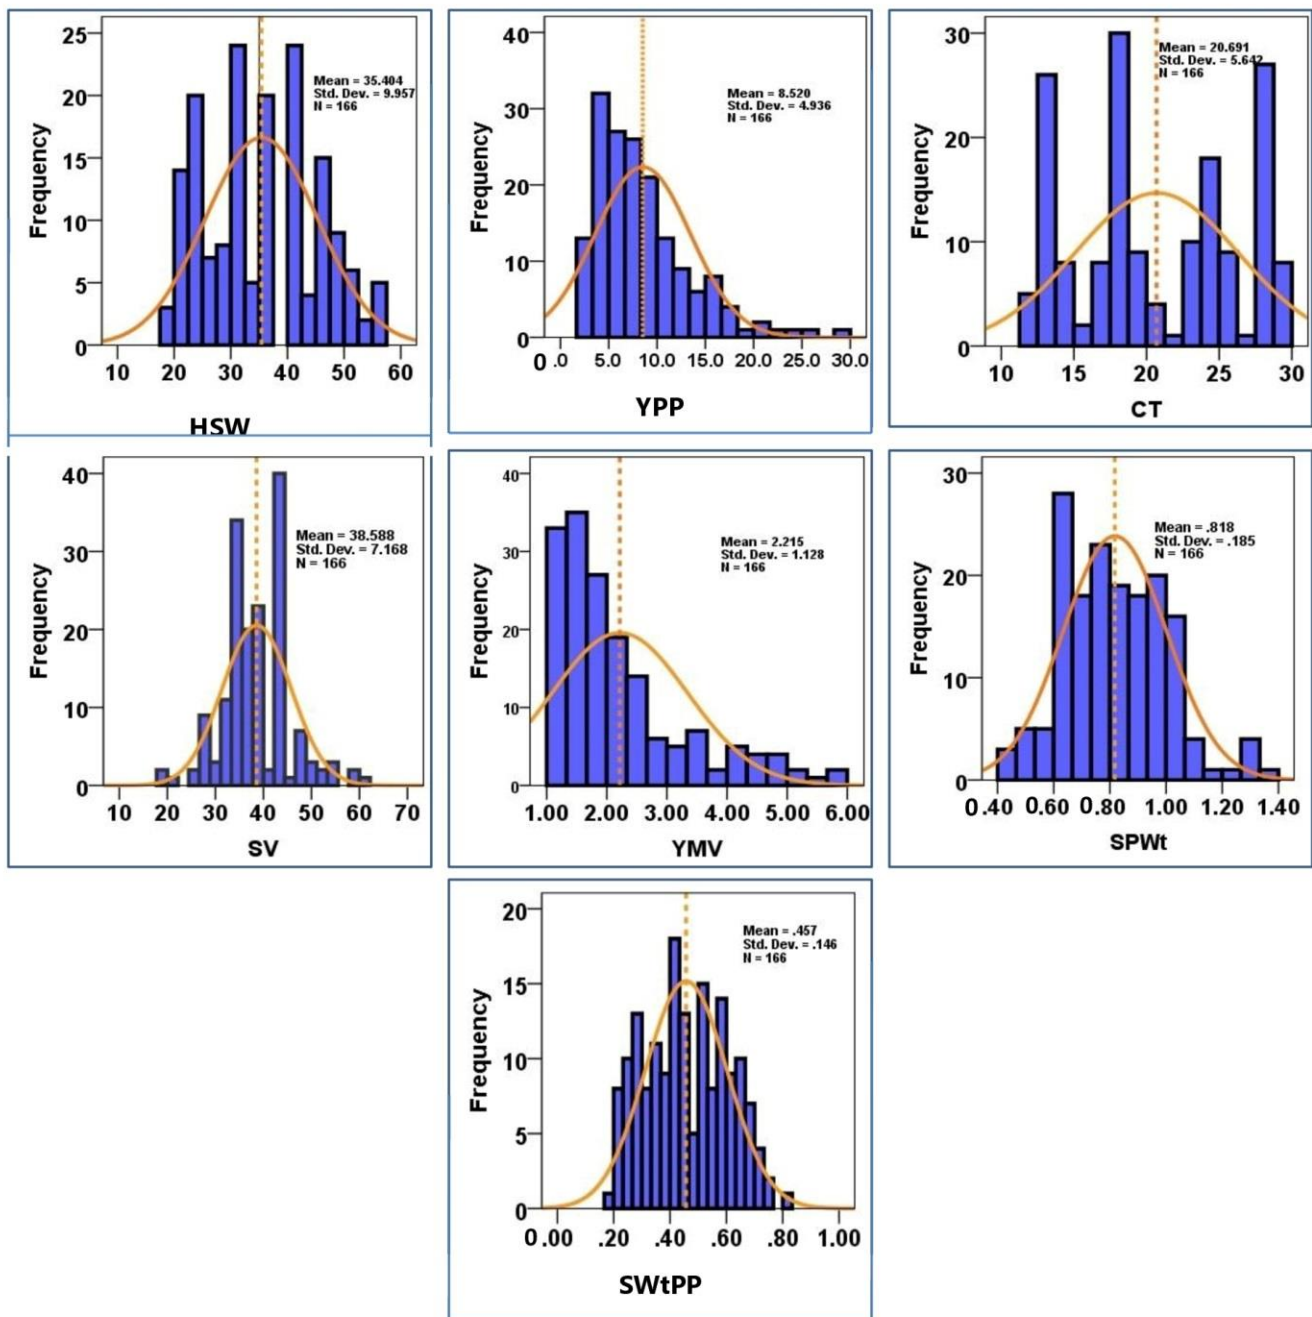 25
20
15
10
5
0
Frequency
Mean = 35.404
Std. Dev. = 9.957
N = 166
10 20 30 40 50 60
HSW
40
30
20
10
0
Frequency
Mean = 8.520
Std. Dev. = 4.936
N = 166
0 .0 5.0 10.0 15.0 20.0 25.0 30.0
YPP
30
20
10
0
Frequency
Mean = 20.691
Std. Dev. = 5.642
N = 166
10 15 20 25 30
CT
40
30
20
10
0
Frequency
Mean = 38.588
Std. Dev. = 7.168
N = 166
10 20 30 40 50 60 70
SV
40
30
20
10
0
Frequency
Mean = 2.215
Std. Dev. = 1.128
N = 166
1.00 2.00 3.00 4.00 5.00 6.00
YMV
30
20
10
0
Frequency
Mean = .818
Std. Dev. = .185
N = 166
0.40 0.60 0.80 1.00 1.20 1.40
SPWt
20
15
10
5
0
Frequency
Mean = .457
Std. Dev. = .146
N = 166
0.00 .20 .40 .60 .80 1.00
SWtPP